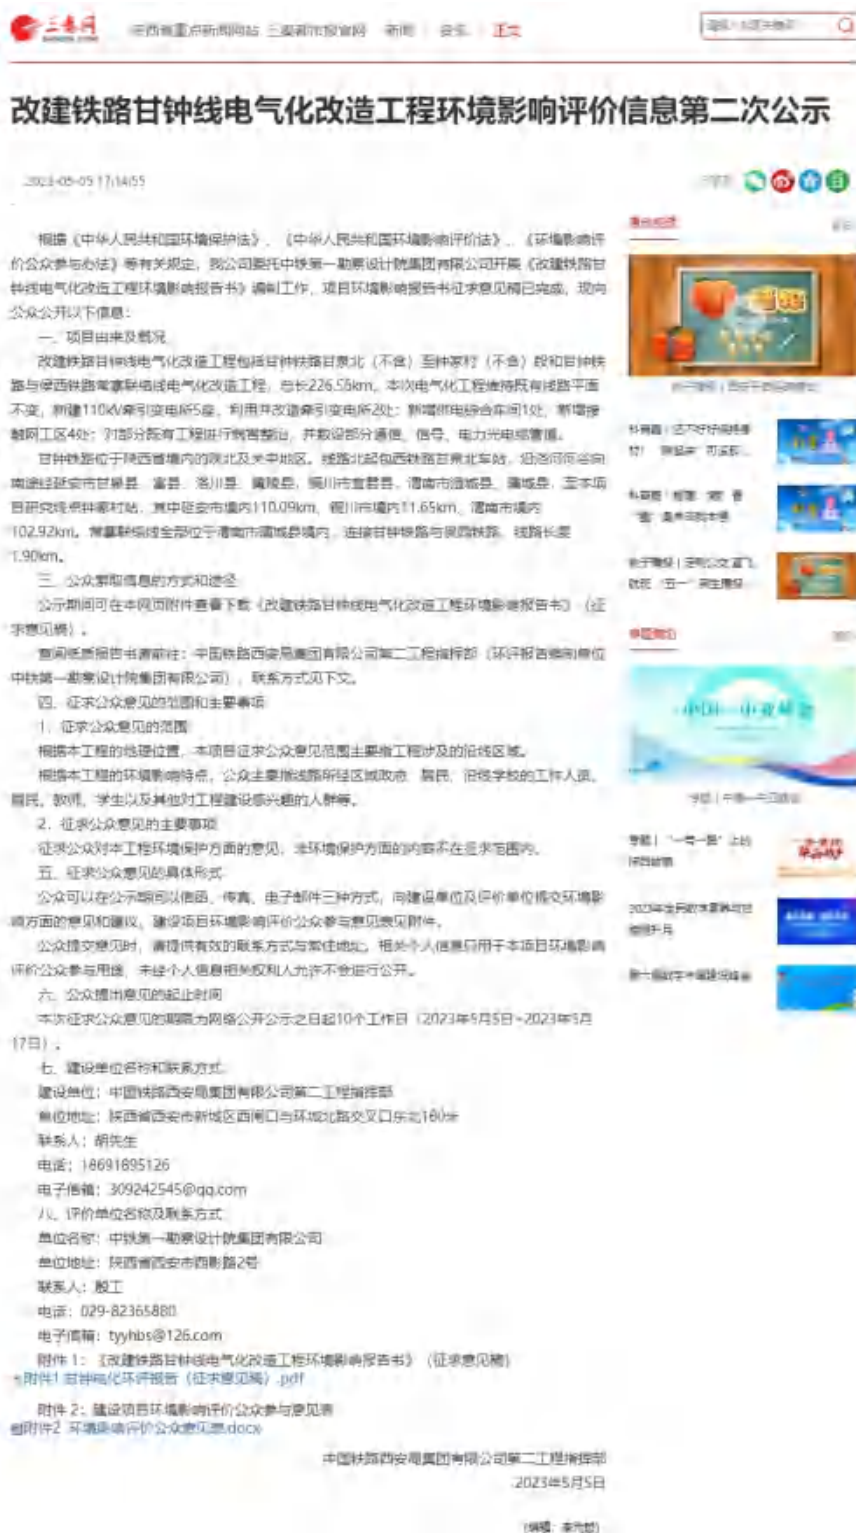 三秦网
陕西省重点新闻网站 三秦都市报官网 新闻 资讯 正文
改建铁路甘钟线电气化改造工程环境影响评价信息第二次公示
2023-05-05 17:14:55
根据《中华人民共和国环境保护法》、《中华人民共和国环境影响评价法》、《环境影响评
价公众参与办法》等有关规定,我公司委托中铁第一勘察设计院集团有限公司开展《改建铁路甘
钟线电气化改造工程环境影响报告书》编制工作,项目环境影响报告书征求意见稿已完成,现向
公众公开以下信息:
一、项目由来及概况
改建铁路甘钟线电气化改造工程包括甘钟铁路甘泉北(不含)至钟家村(不含)段和甘钟铁
路与侯西铁路常寨联络线电气化改造工程,总长226.56km。本次电气化工程维持既有线路平面
不变,新建110kV牵引变电所5座,利用并改造牵引变电所2处;新增供电综合车间1处,新增接
触网工区4处;对部分既有工程进行病害整治,并敷设部分通信、信号、电力光电缆管道。
甘钟铁路位于陕西省境内的陕北及关中地区。线路北起包西铁路甘泉北车站,沿洛河河谷向
南途经延安市甘泉县、富县、洛川县、黄陵县,铜川市宜君县,渭南市澄城县、蒲城县,至本项
目研究终点钟家村站,其中延安市境内110.09km,铜川市境内11.65km,渭南市境内
102.92km。常寨联络线全部位于渭南市蒲城县境内,连接甘钟铁路与侯西铁路,线路长度
1.90km。
三、公众索取信息的方式和途径
公示期间可在本网页附件查看下载《改建铁路甘钟线电气化改造工程环境影响报告书》(征
求意见稿)。
查阅纸质报告书请前往:中国铁路西安局集团有限公司第二工程指挥部(环评报告编制单位
中铁第一勘察设计院集团有限公司),联系方式见下文。
四、征求公众意见的范围和主要事项
1、征求公众意见的范围
根据本工程的地理位置,本项目征求公众意见范围主要指工程涉及的沿线区域。
根据本工程的环境影响特点,公众主要指线路所经区域政府、居民、沿线学校的工作人员、
居民、教师、学生以及其他对工程建设感兴趣的人群等。
2、征求公众意见的主要事项
征求公众对本工程环境保护方面的意见,非环境保护方面的内容不在征求范围内。
五、征求公众意见的具体形式
公众可以在公示期间以信函、传真、电子邮件三种方式,向建设单位及评价单位提交环境影
响方面的意见和建议,建设项目环境影响评价公众参与意见表见附件。
公众提交意见时,请提供有效的联系方式与常住地址。相关个人信息只用于本项目环境影响
评价公众参与用途,未经个人信息相关权利人允许不会进行公开。
六、公众提出意见的起止时间
本次征求公众意见的期限为网络公开公示之日起10个工作日(2023年5月5日~2023年5月
17日)。
七、建设单位名称和联系方式
建设单位:中国铁路西安局集团有限公司第二工程指挥部
单位地址:陕西省西安市新城区西闸口与环城北路交叉口东北160米
联系人:胡先生
电话:18691895126
电子信箱:309242545@qq.com
八、评价单位名称及联系方式
单位名称:中铁第一勘察设计院集团有限公司
单位地址:陕西省西安市西影路2号
联系人:殷工
电话:029-82365880
电子信箱:tyyhbs@126.com
附件 1:《改建铁路甘钟线电气化改造工程环境影响报告书》(征求意见稿)
附件1 甘钟电化环评报告(征求意见稿).pdf
附件 2:建设项目环境影响评价公众参与意见表
附件2 环境影响评价公众意见表.docx
中国铁路西安局集团有限公司第二工程指挥部
2023年5月5日